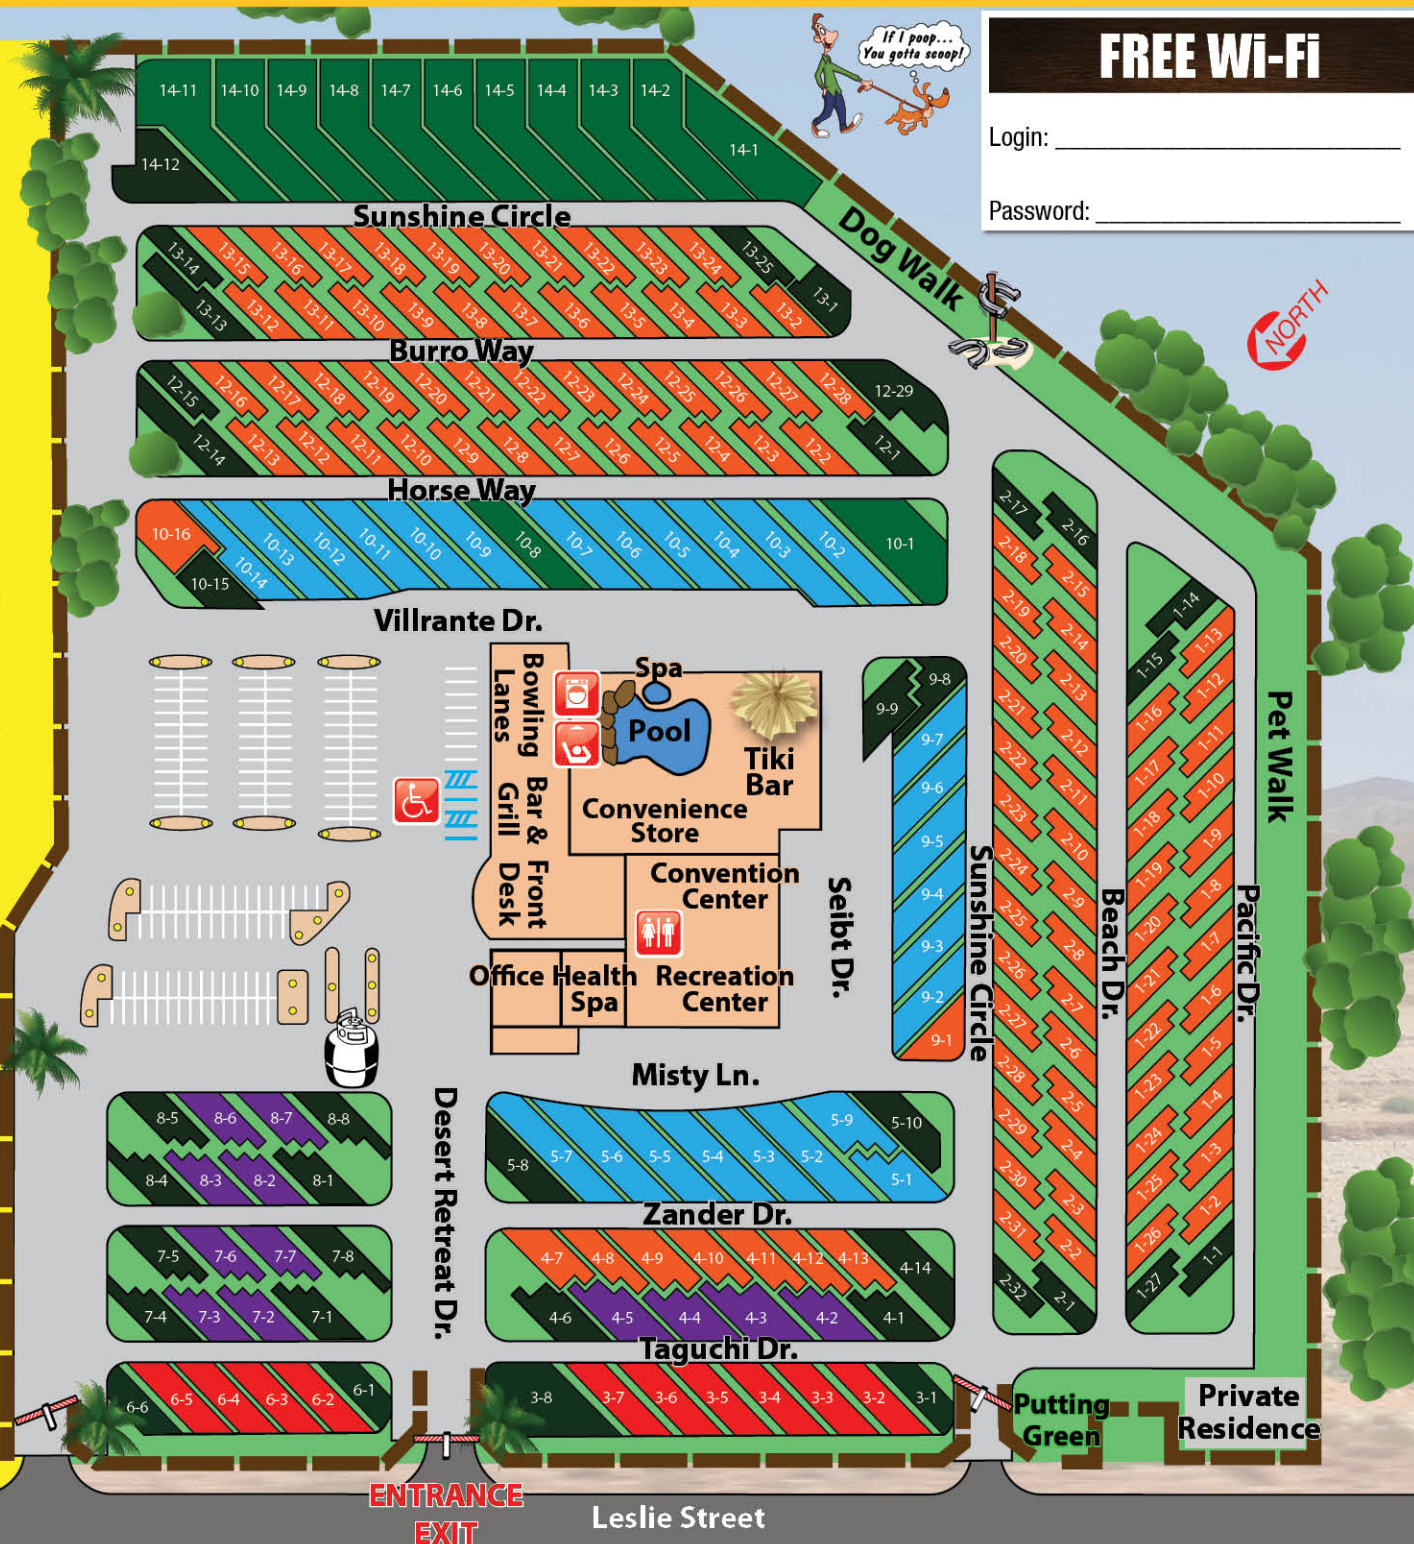 If I poop...
You gotta scoop!
FREE Wi-Fi
Login:
Password:
NORTH
14-11 14-10 14-9 14-8 14-7 14-6 14-5 14-4 14-3 14-2
14-12 14-1
Sunshine Circle
Dog Walk
13-14 13-15 13-16 13-17 13-18 13-19 13-20 13-21 13-22 13-23 13-24 13-25
13-13 13-12 13-11 13-10 13-9 13-8 13-7 13-6 13-5 13-4 13-3 13-2 13-1
Burro Way
12-15 12-16 12-17 12-18 12-19 12-20 12-21 12-22 12-23 12-24 12-25 12-26 12-27 12-28 12-29
12-14 12-13 12-12 12-11 12-10 12-9 12-8 12-7 12-6 12-5 12-4 12-3 12-2 12-1
Horse Way
10-16 10-13 10-12 10-11 10-10 10-9 10-8 10-7 10-6 10-5 10-4 10-3 10-2 10-1
10-15 10-14
Villrante Dr.
Bowling
Lanes
Bar &
Grill
Front
Desk
Spa
Pool
Tiki
Bar
Convenience
Store
Convention
Center
Office
Health
Spa
Recreation
Center
Seibt Dr.
9-8
9-9
9-7
9-6
9-5
9-4
9-3
9-2
9-1
Sunshine Circle
2-17 2-16
2-18 2-15
2-19 2-14
2-20 2-13
2-21 2-12
2-22 2-11
2-23 2-10
2-24 2-9
2-25 2-8
2-26 2-7
2-27 2-6
2-28 2-5
2-29 2-4
2-30 2-3
2-31 2-2
2-32 2-1
Beach Dr.
1-14
1-15 1-13
1-16 1-12
1-17 1-11
1-18 1-10
1-19 1-9
1-20 1-8
1-21 1-7
1-22 1-6
1-23 1-5
1-24 1-4
1-25 1-3
1-26 1-2
1-27 1-1
Pacific Dr.
Pet Walk
Misty Ln.
Desert Retreat Dr.
8-5 8-6 8-7 8-8
8-4 8-3 8-2 8-1
7-5 7-6 7-7 7-8
7-4 7-3 7-2 7-1
6-6 6-5 6-4 6-3 6-2 6-1
5-9 5-10
5-8 5-7 5-6 5-5 5-4 5-3 5-2 5-1
Zander Dr.
4-7 4-8 4-9 4-10 4-11 4-12 4-13 4-14
4-6 4-5 4-4 4-3 4-2 4-1
Taguchi Dr.
3-8 3-7 3-6 3-5 3-4 3-3 3-2 3-1
Putting
Green
Private
Residence
ENTRANCE
EXIT
Leslie Street